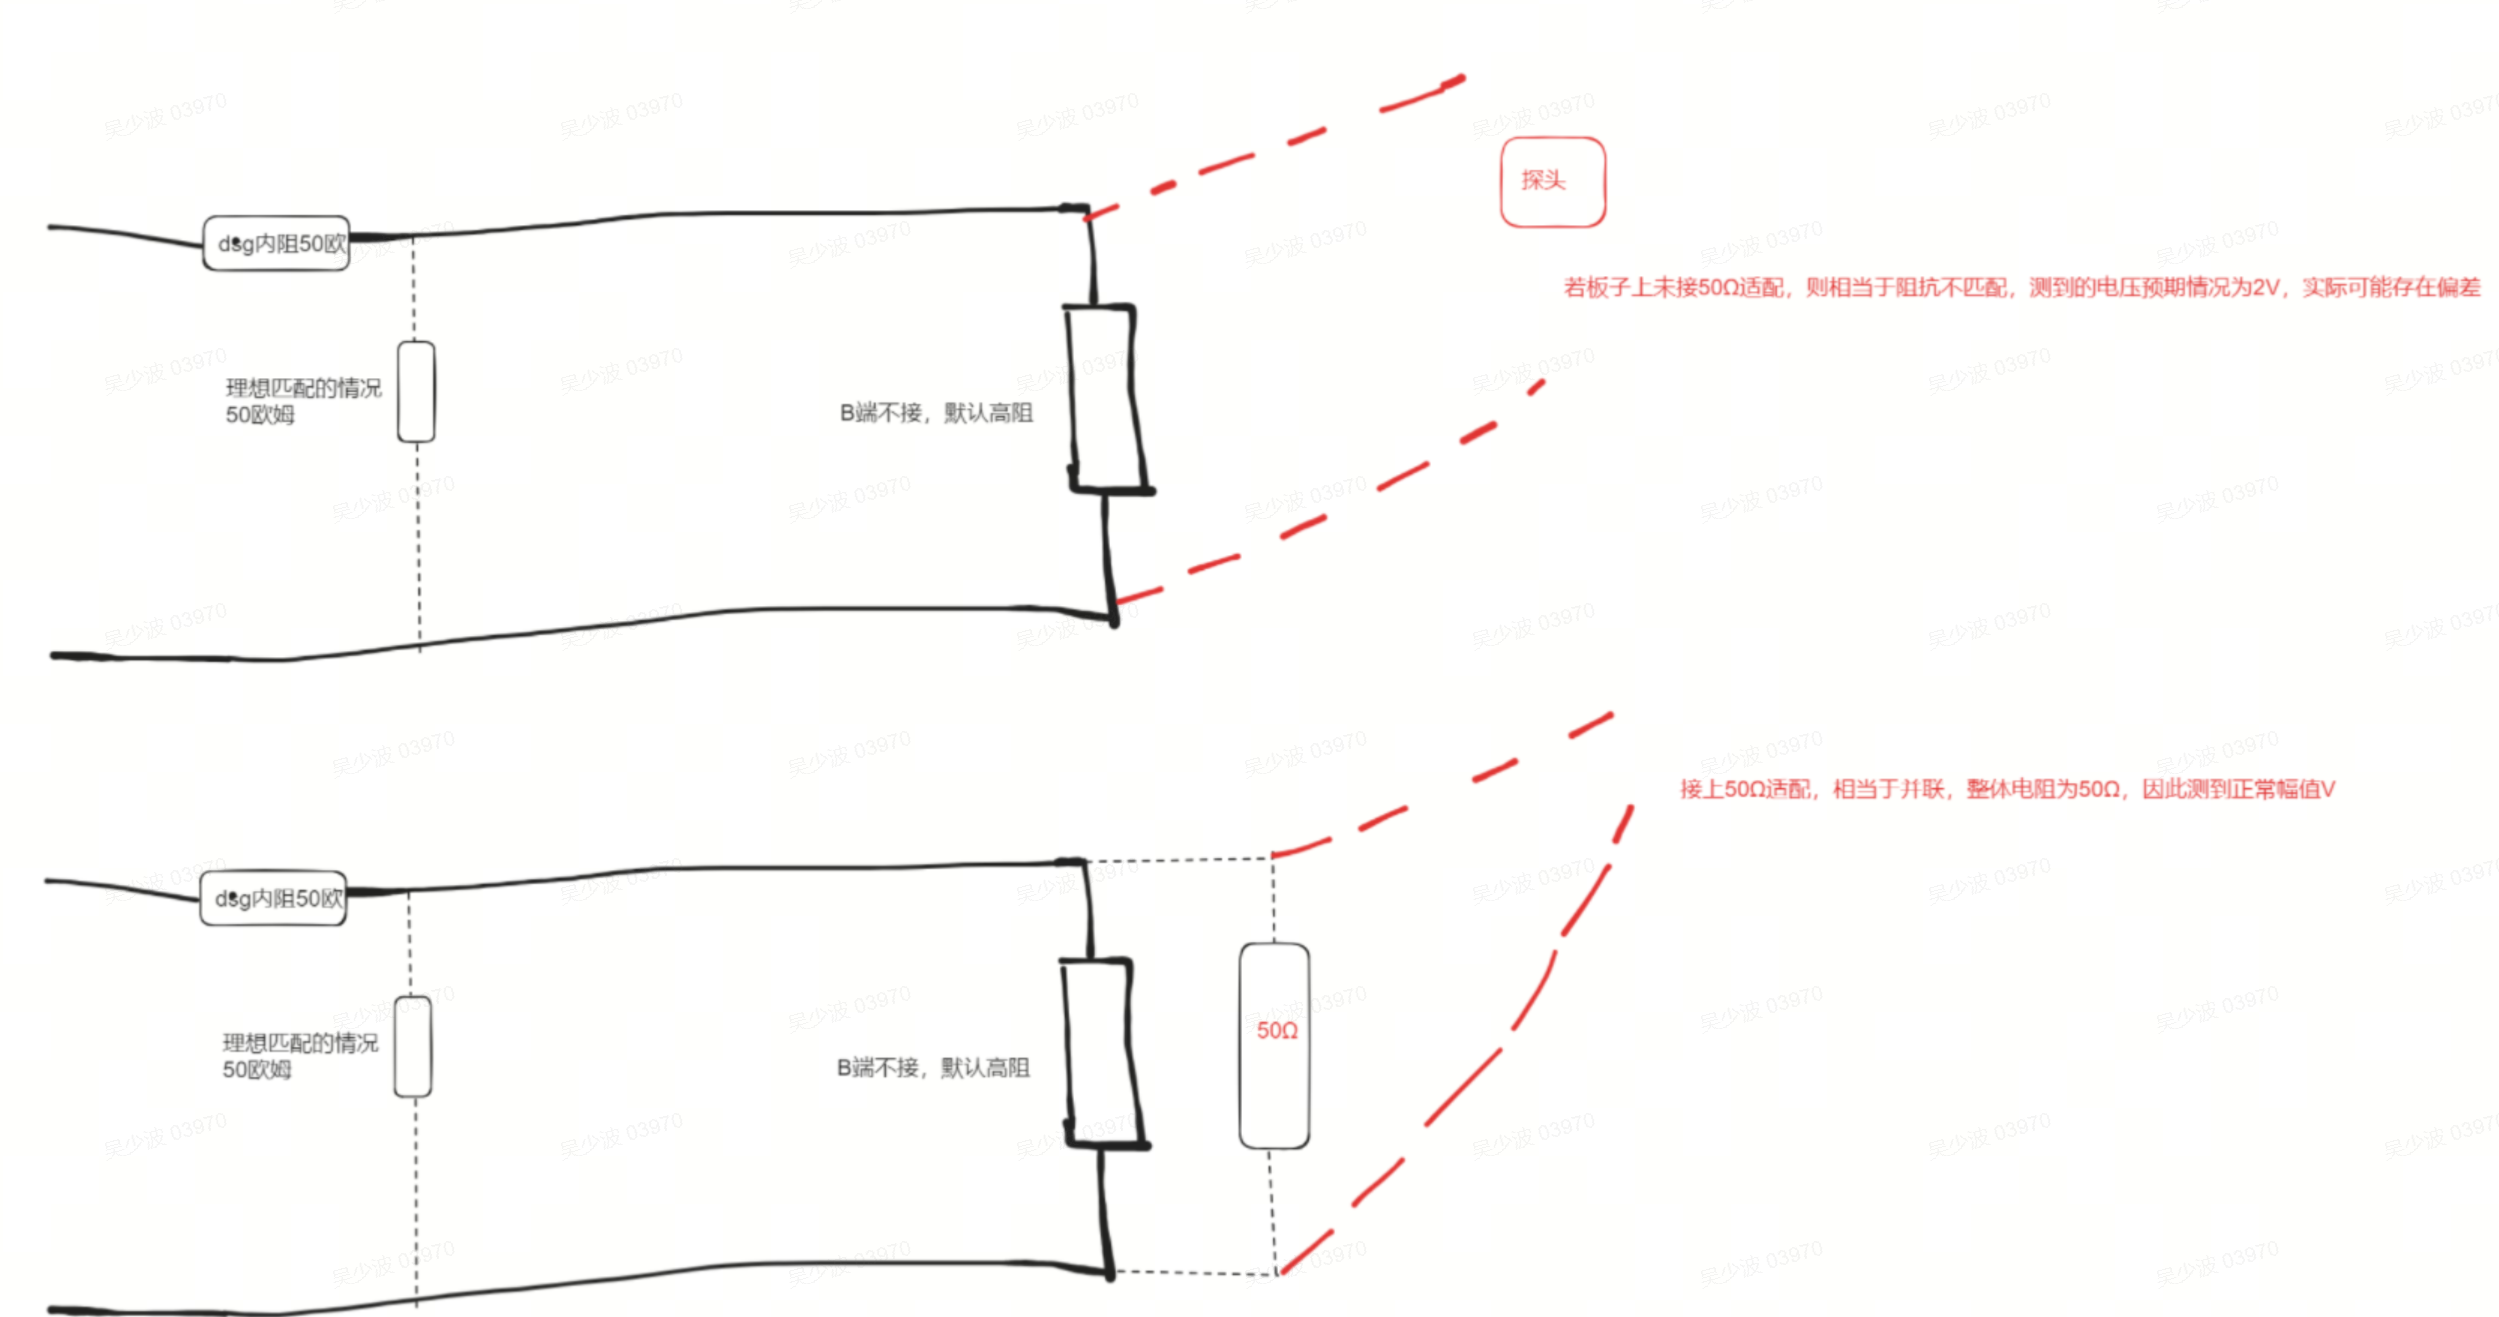 探头
dsg内阻50欧
若板子上未接50Ω适配，则相当于阻抗不匹配，测到的电压预期情况为2V，实际可能存在偏差
理想匹配的情况
50欧姆
B端不接，默认高阻
接上50Ω适配，相当于并联，整体电阻为50Ω，因此测到正常幅值V
dsg内阻50欧
50Ω
理想匹配的情况
50欧姆
B端不接，默认高阻
吴少波 03970